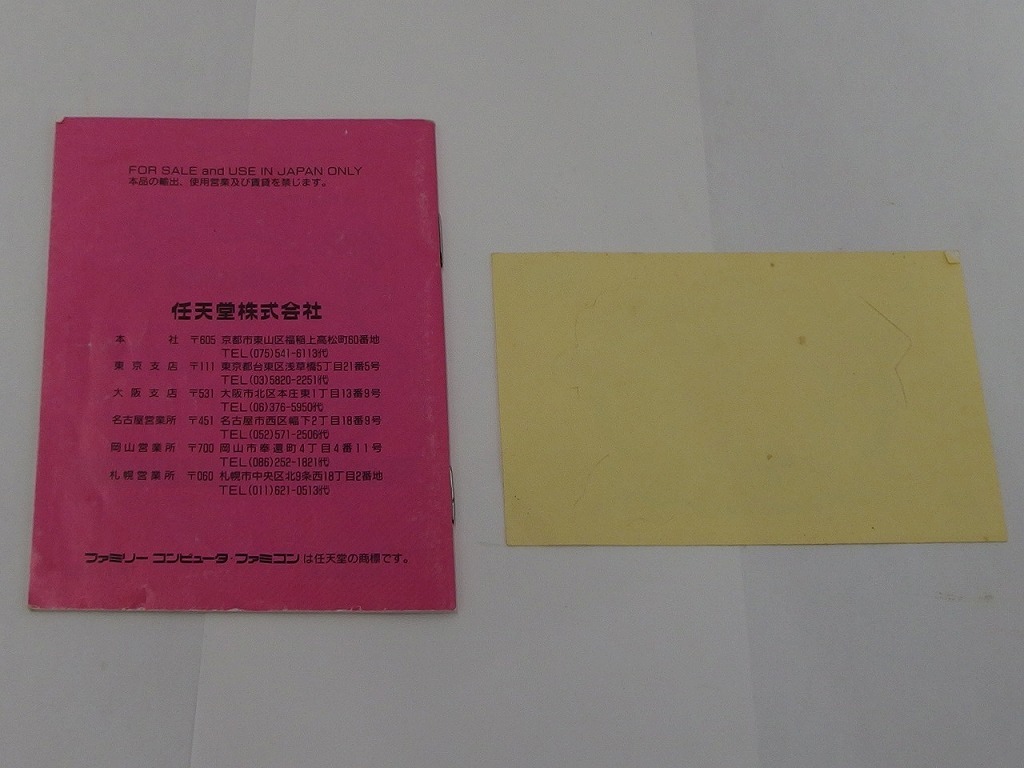 FOR SALE and USE IN JAPAN ONLY
本品の輸出、使用営業及び賃貸を禁じます。
任天堂株式会社
本 社 〒605 京都市東山区福稲上高松町60番地
TEL(075)541-6113代
東京支店 〒111 東京都台東区浅草橋5丁目21番5号
TEL(03)5820-2251代
大阪支店 〒531 大阪市北区本庄東1丁目13番9号
TEL(06)376-5950代
名古屋営業所 〒451 名古屋市西区幅下2丁目18番9号
TEL(052)571-2506代
岡山営業所 〒700 岡山市奉還町4丁目4番11号
TEL(086)252-1821代
札幌営業所 〒060 札幌市中央区北9条西18丁目2番地
TEL(011)621-0513代
ファミリー コンピュータ・ファミコンは任天堂の商標です。